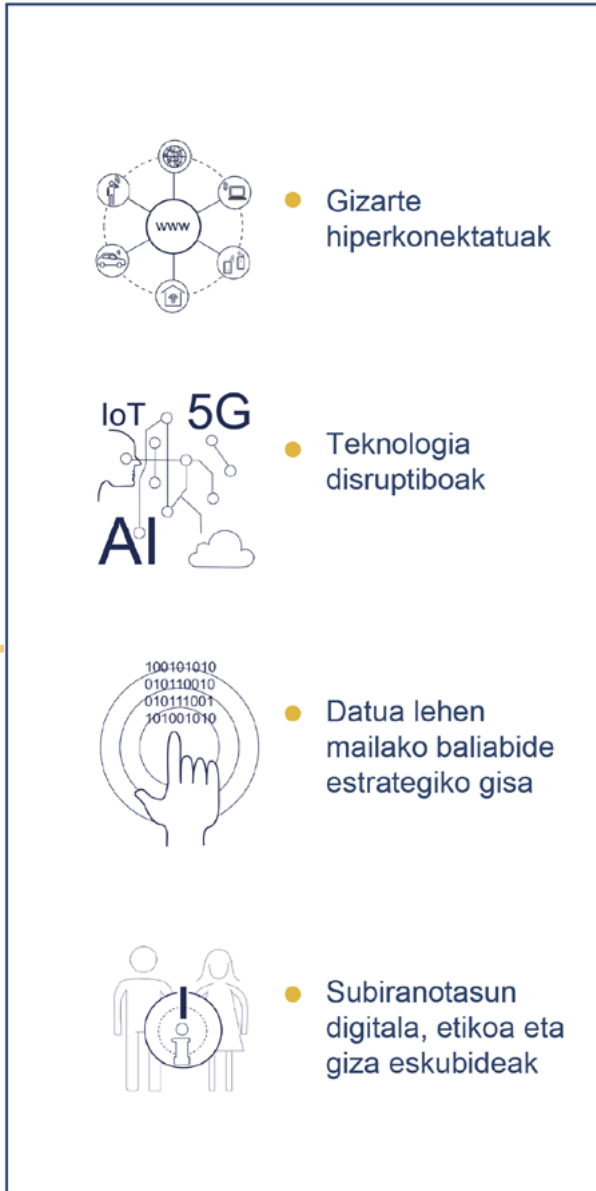 www
Gizarte
hiperkonektatuak
IoT 5G
AI
Teknologia
disruptiboak
100101010
010110010
010111001
101001010
Datua lehen
mailako baliabide
estrategiko gisa
i
Subiranotasun
digitala, etikoa eta
giza eskubideak